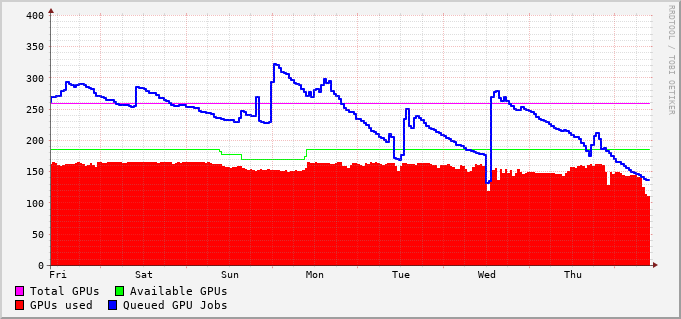 400
350
300
250
200
150
100
50
0
Fri Sat Sun Mon Tue Wed Thu
Total GPUs Available GPUs
GPUs used Queued GPU Jobs
RRDTOOL / TOBI OETIKER